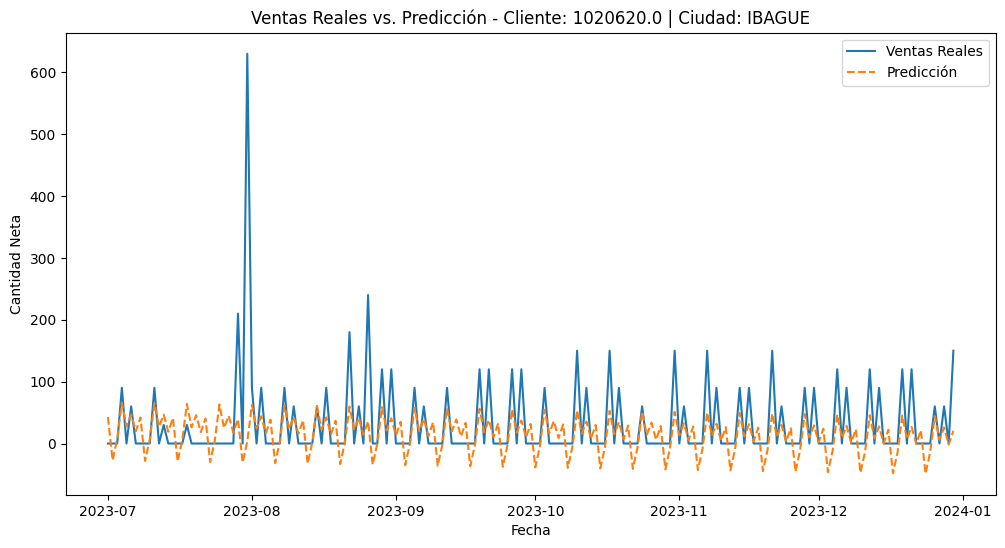 Ventas Reales vs. Predicción - Cliente: 1020620.0 | Ciudad: IBAGUE
Ventas Reales
Predicción
Cantidad Neta
600
500
400
300
200
100
0
2023-07
2023-08
2023-09
2023-10
2023-11
2023-12
2024-01
Fecha